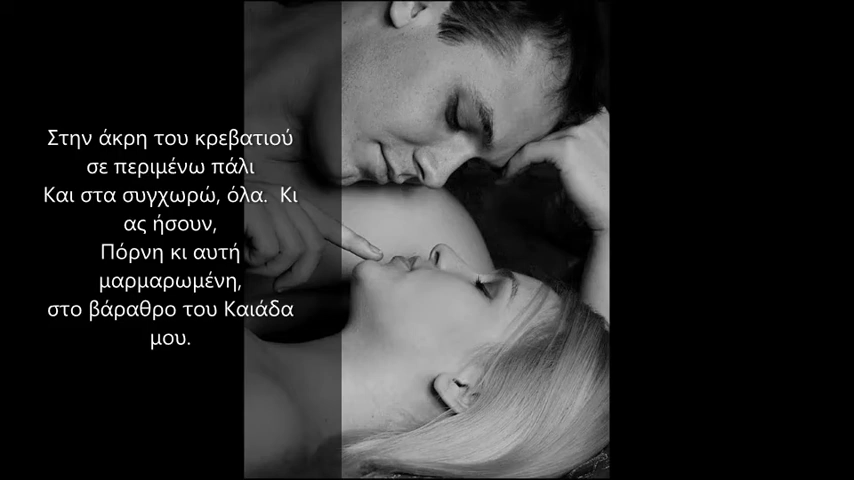 Στην άκρη του κρεβατιού
σε περιμένω πάλι
Και στα συγχωρώ, όλα.  Κι
ας ήσουν,
Πόρνη κι αυτή
μαρμαρωμένη,
στο βάραθρο του Καιάδα
μου.